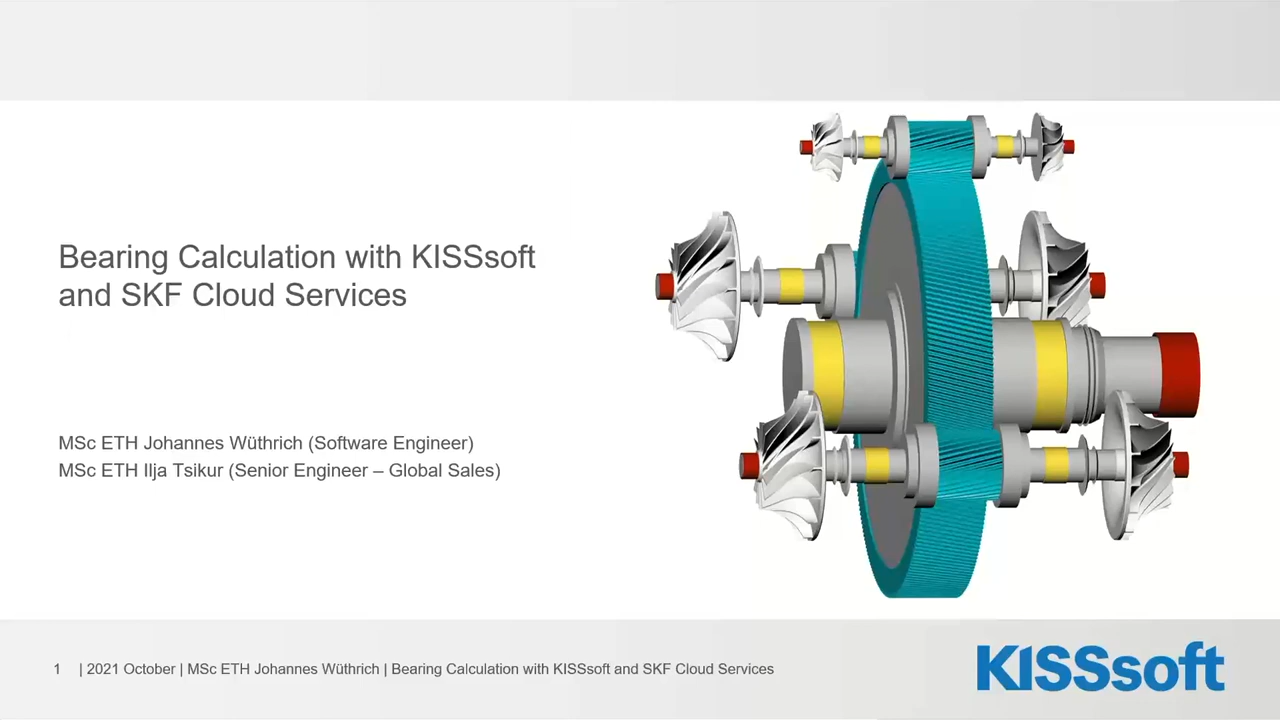 Bearing Calculation with KISSsoft
and SKF Cloud Services
MSc ETH Johannes Wüthrich (Software Engineer)
MSc ETH Ilja Tsikur (Senior Engineer – Global Sales)
1 | 2021 October | MSc ETH Johannes Wüthrich | Bearing Calculation with KISSsoft and SKF Cloud Services
KISSsoft